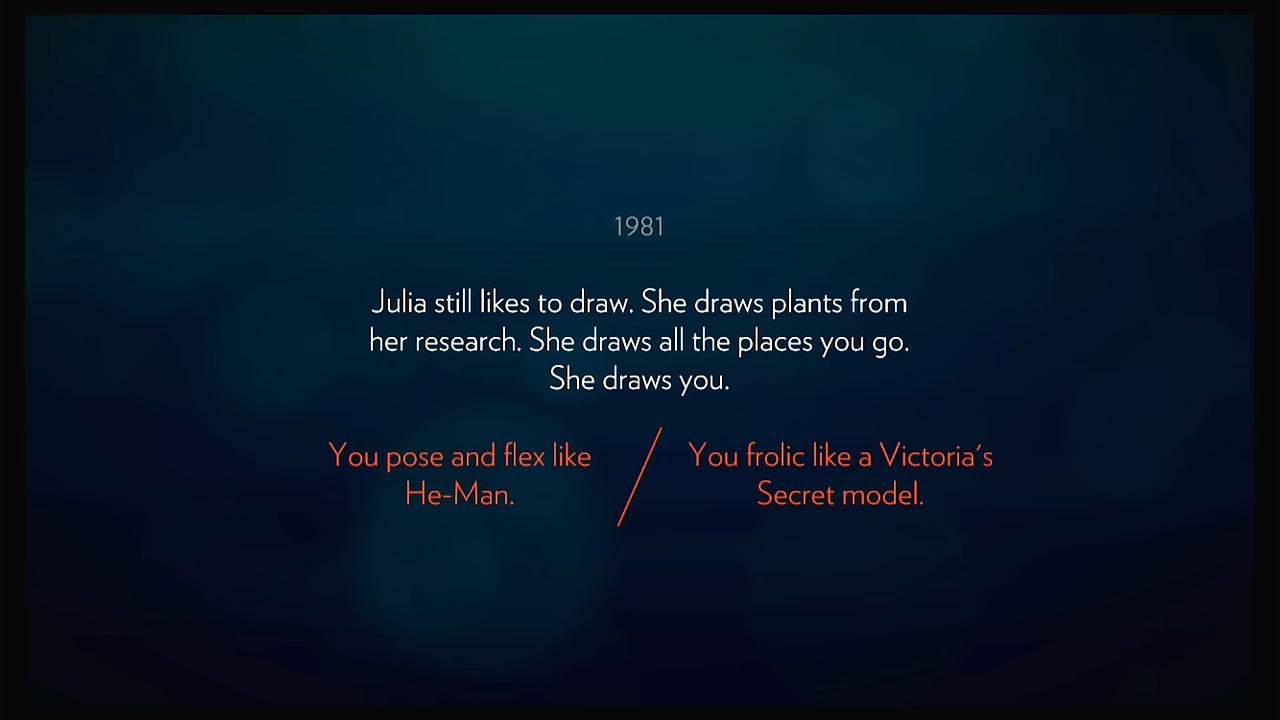 1981
Julia still likes to draw. She draws plants from
her research. She draws all the places you go.
She draws you.
You pose and flex like
He-Man.
You frolic like a Victoria's
Secret model.